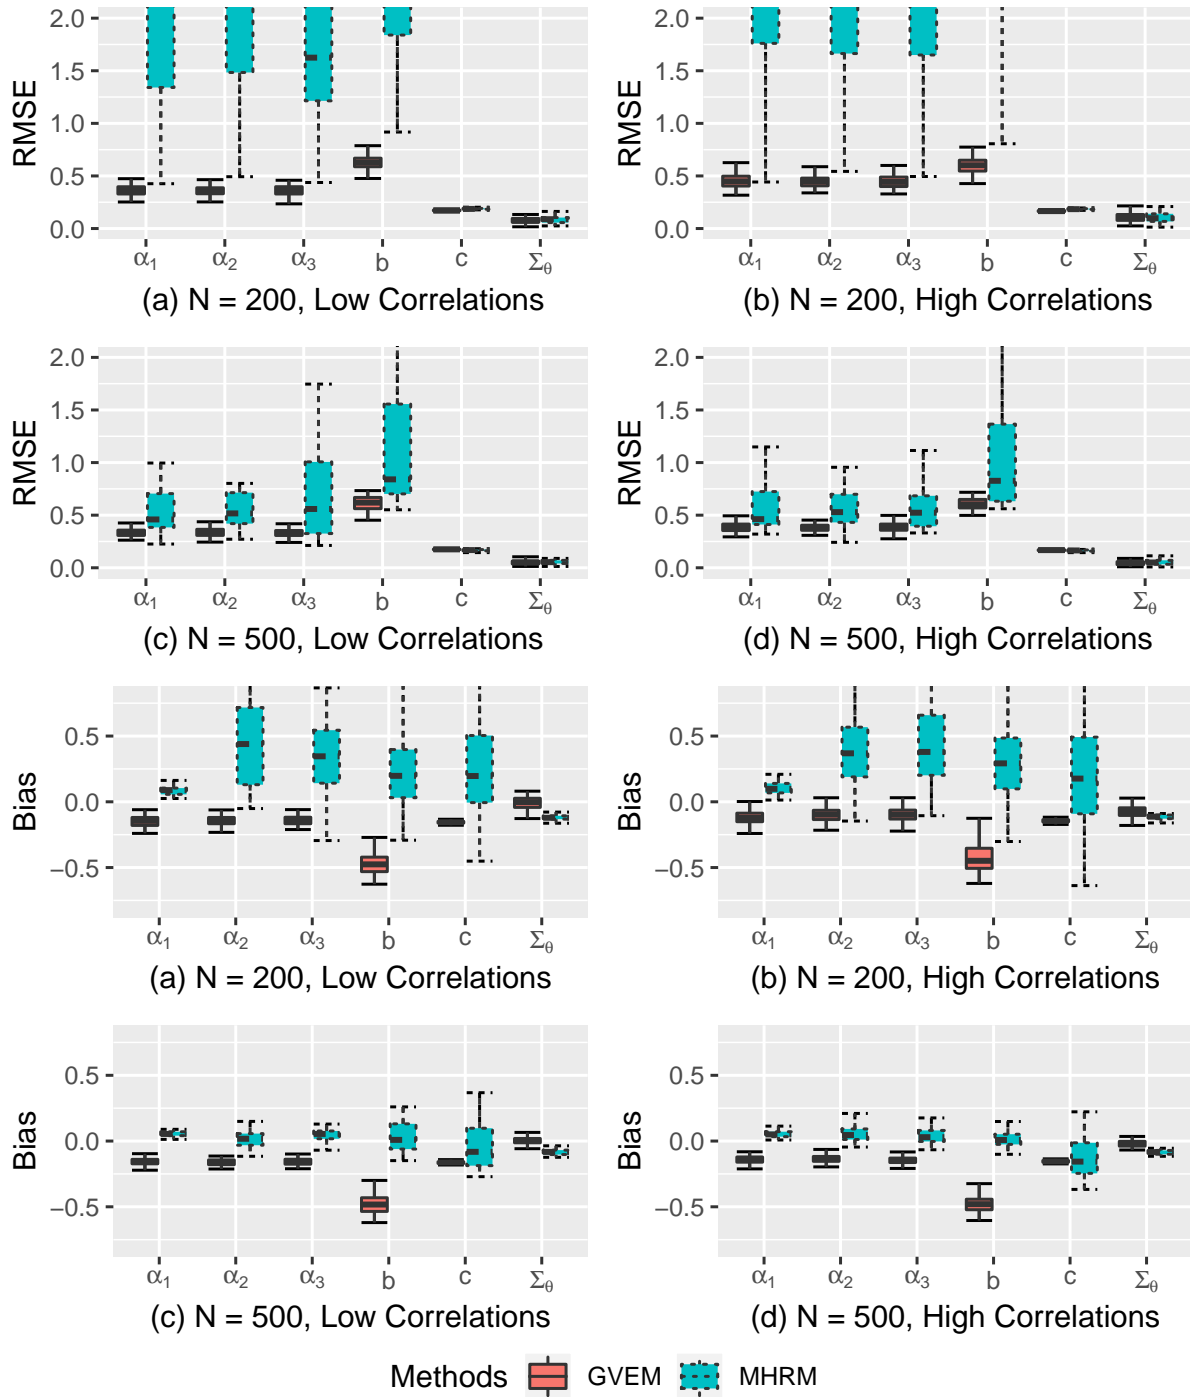 2.0
1.5
1.0
0.5
0.0
RMSE
α1 α2 α3 b c Σθ
(a) N = 200, Low Correlations
2.0
1.5
1.0
0.5
0.0
RMSE
α1 α2 α3 b c Σθ
(b) N = 200, High Correlations
2.0
1.5
1.0
0.5
0.0
RMSE
α1 α2 α3 b c Σθ
(c) N = 500, Low Correlations
2.0
1.5
1.0
0.5
0.0
RMSE
α1 α2 α3 b c Σθ
(d) N = 500, High Correlations
0.5
0.0
−0.5
Bias
α1 α2 α3 b c Σθ
(a) N = 200, Low Correlations
0.5
0.0
−0.5
Bias
α1 α2 α3 b c Σθ
(b) N = 200, High Correlations
0.5
0.0
−0.5
Bias
α1 α2 α3 b c Σθ
(c) N = 500, Low Correlations
0.5
0.0
−0.5
Bias
α1 α2 α3 b c Σθ
(d) N = 500, High Correlations
Methods GVEM MHRM